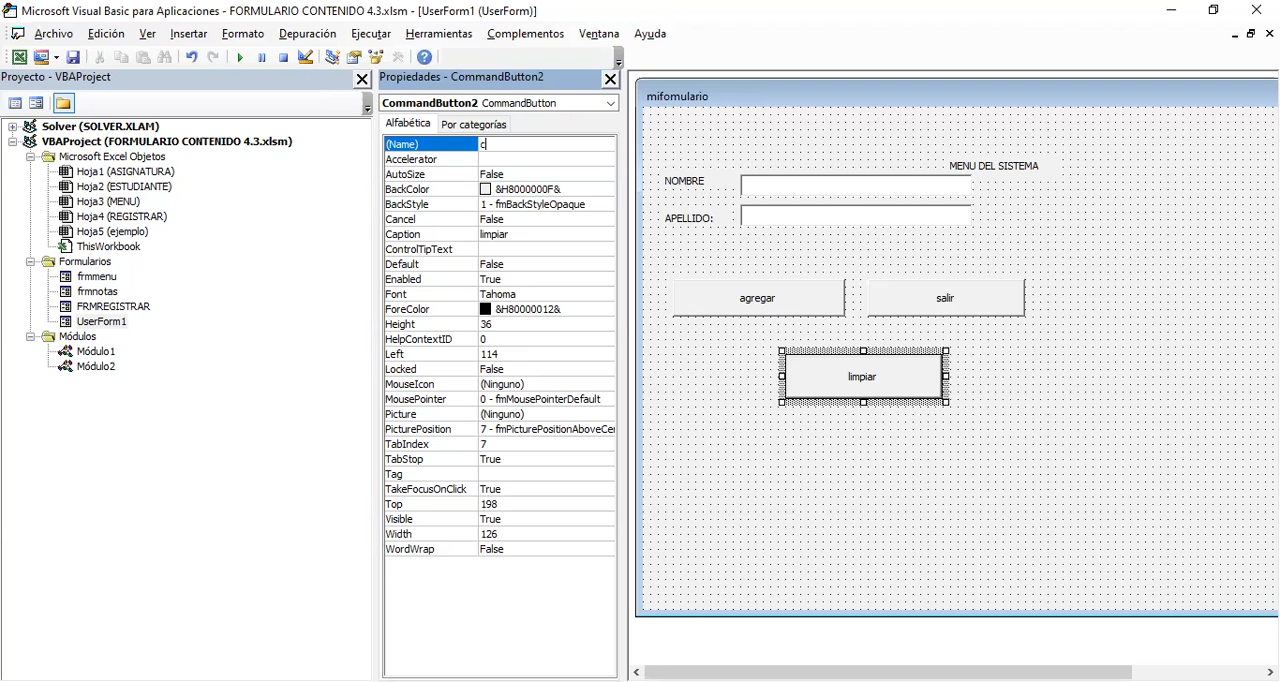 Microsoft Visual Basic para Aplicaciones - FORMULARIO CONTENIDO 4.3.xlsm - [UserForm1 (UserForm)]
Archivo Edición Ver Insertar Formato Depuración Ejecutar Herramientas Complementos Ventana Ayuda
Proyecto - VBAProject
Solver (SOLVER.XLAM)
VBAProject (FORMULARIO CONTENIDO 4.3.xlsm)
Microsoft Excel Objetos
Hoja1 (ASIGNATURA)
Hoja2 (ESTUDIANTE)
Hoja3 (MENU)
Hoja4 (REGISTRAR)
Hoja5 (ejemplo)
ThisWorkbook
Formularios
frmmenu
frmnotas
FRMREGISTRAR
UserForm1
Módulos
Módulo1
Módulo2
Propiedades - CommandButton2
CommandButton2 CommandButton
Alfabética Por categorías
(Name) c
Accelerator
AutoSize False
BackColor &H8000000F&
BackStyle 1 - fmBackStyleOpaque
Cancel False
Caption limpiar
ControlTipText
Default False
Enabled True
Font Tahoma
ForeColor &H80000012&
Height 36
HelpContextID 0
Left 114
Locked False
MouseIcon (Ninguno)
MousePointer 0 - fmMousePointerDefault
Picture (Ninguno)
PicturePosition 7 - fmPicturePositionAboveCen
TabIndex 7
TabStop True
Tag
TakeFocusOnClick True
Top 198
Visible True
Width 126
WordWrap False
mifomulario
MENU DEL SISTEMA
NOMBRE
APELLIDO:
agregar salir
limpiar